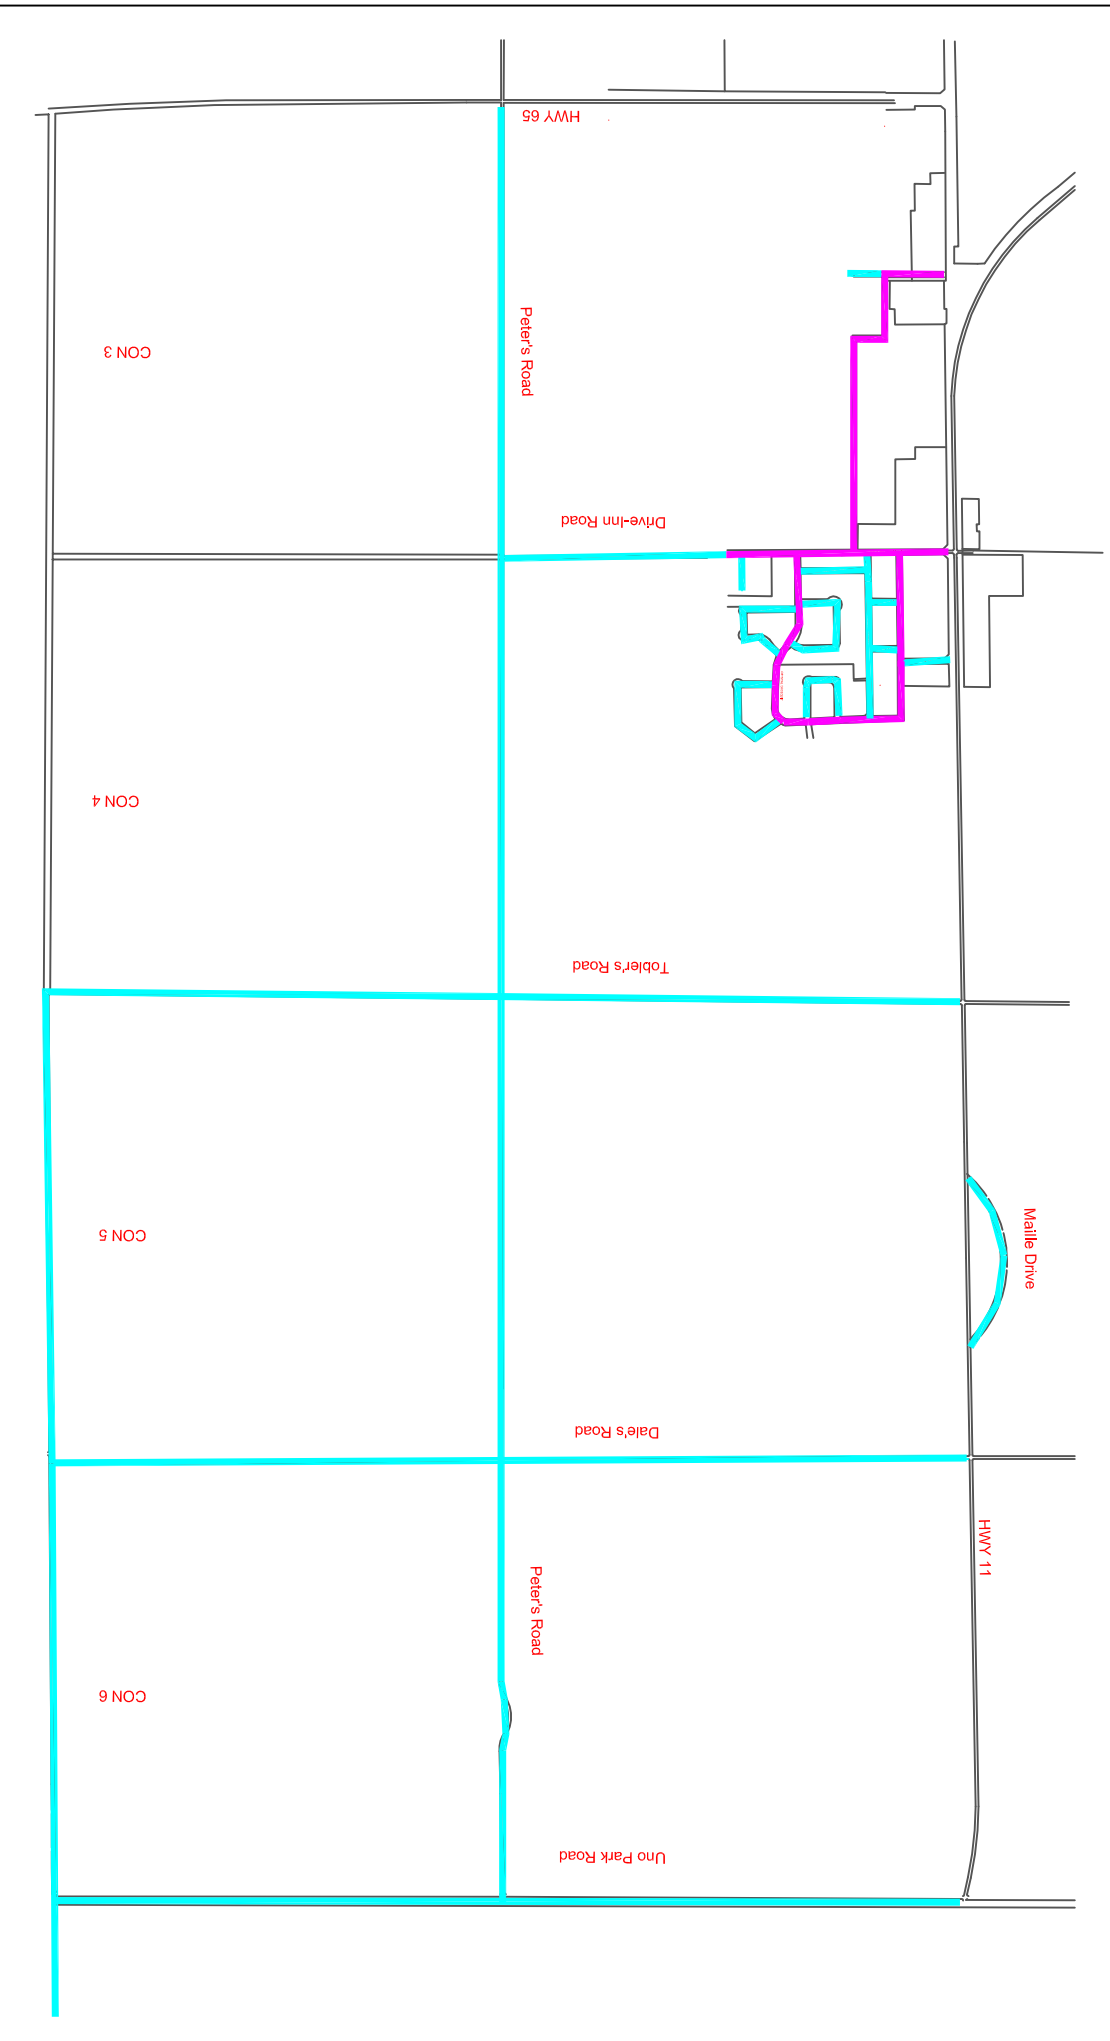 HWY 65
Peter's Road
CON 3
Drive-Inn Road
CON 4
Tobler's Road
CON 5
Maille Drive
Dale's Road
HWY 11
Peter's Road
CON 6
Uno Park Road